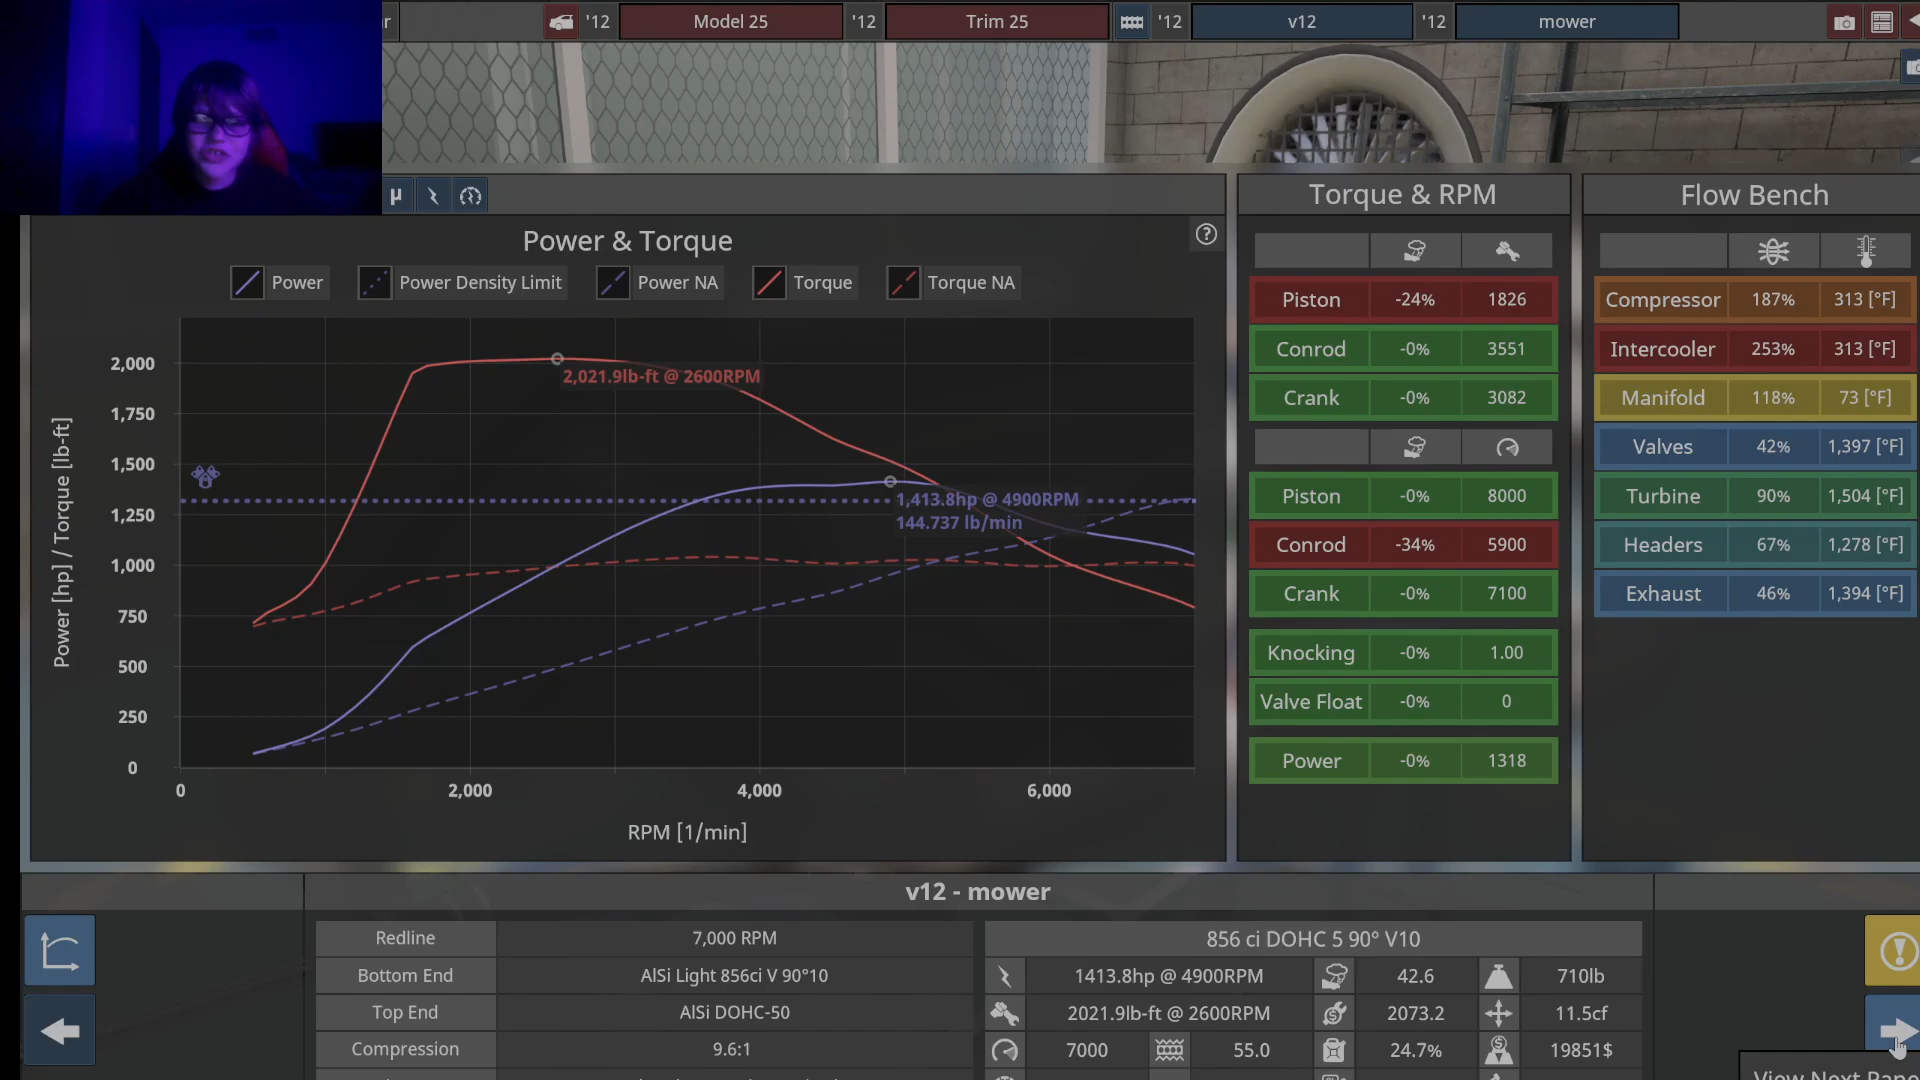 r
'12 Model 25 '12 Trim 25 '12 v12 '12 mower
μ
Power & Torque
Power Power Density Limit Power NA Torque Torque NA
2,000
1,750
1,500
1,250
1,000
750
500
250
0
Power [hp] / Torque [lb-ft]
2,021.9lb-ft @ 2600RPM
1,413.8hp @ 4900RPM
144.737 lb/min
0 2,000 4,000 6,000
RPM [1/min]
Torque & RPM
Piston -24% 1826
Conrod -0% 3551
Crank -0% 3082
Piston -0% 8000
Conrod -34% 5900
Crank -0% 7100
Knocking -0% 1.00
Valve Float -0% 0
Power -0% 1318
Flow Bench
Compressor 187% 313 [°F]
Intercooler 253% 313 [°F]
Manifold 118% 73 [°F]
Valves 42% 1,397 [°F]
Turbine 90% 1,504 [°F]
Headers 67% 1,278 [°F]
Exhaust 46% 1,394 [°F]
v12 - mower
Redline 7,000 RPM
Bottom End AlSi Light 856ci V 90°10
Top End AlSi DOHC-50
Compression 9.6:1
856 ci DOHC 5 90° V10
1413.8hp @ 4900RPM 42.6 710lb
2021.9lb-ft @ 2600RPM 2073.2 11.5cf
7000 55.0 24.7% 19851$
View Next Pane